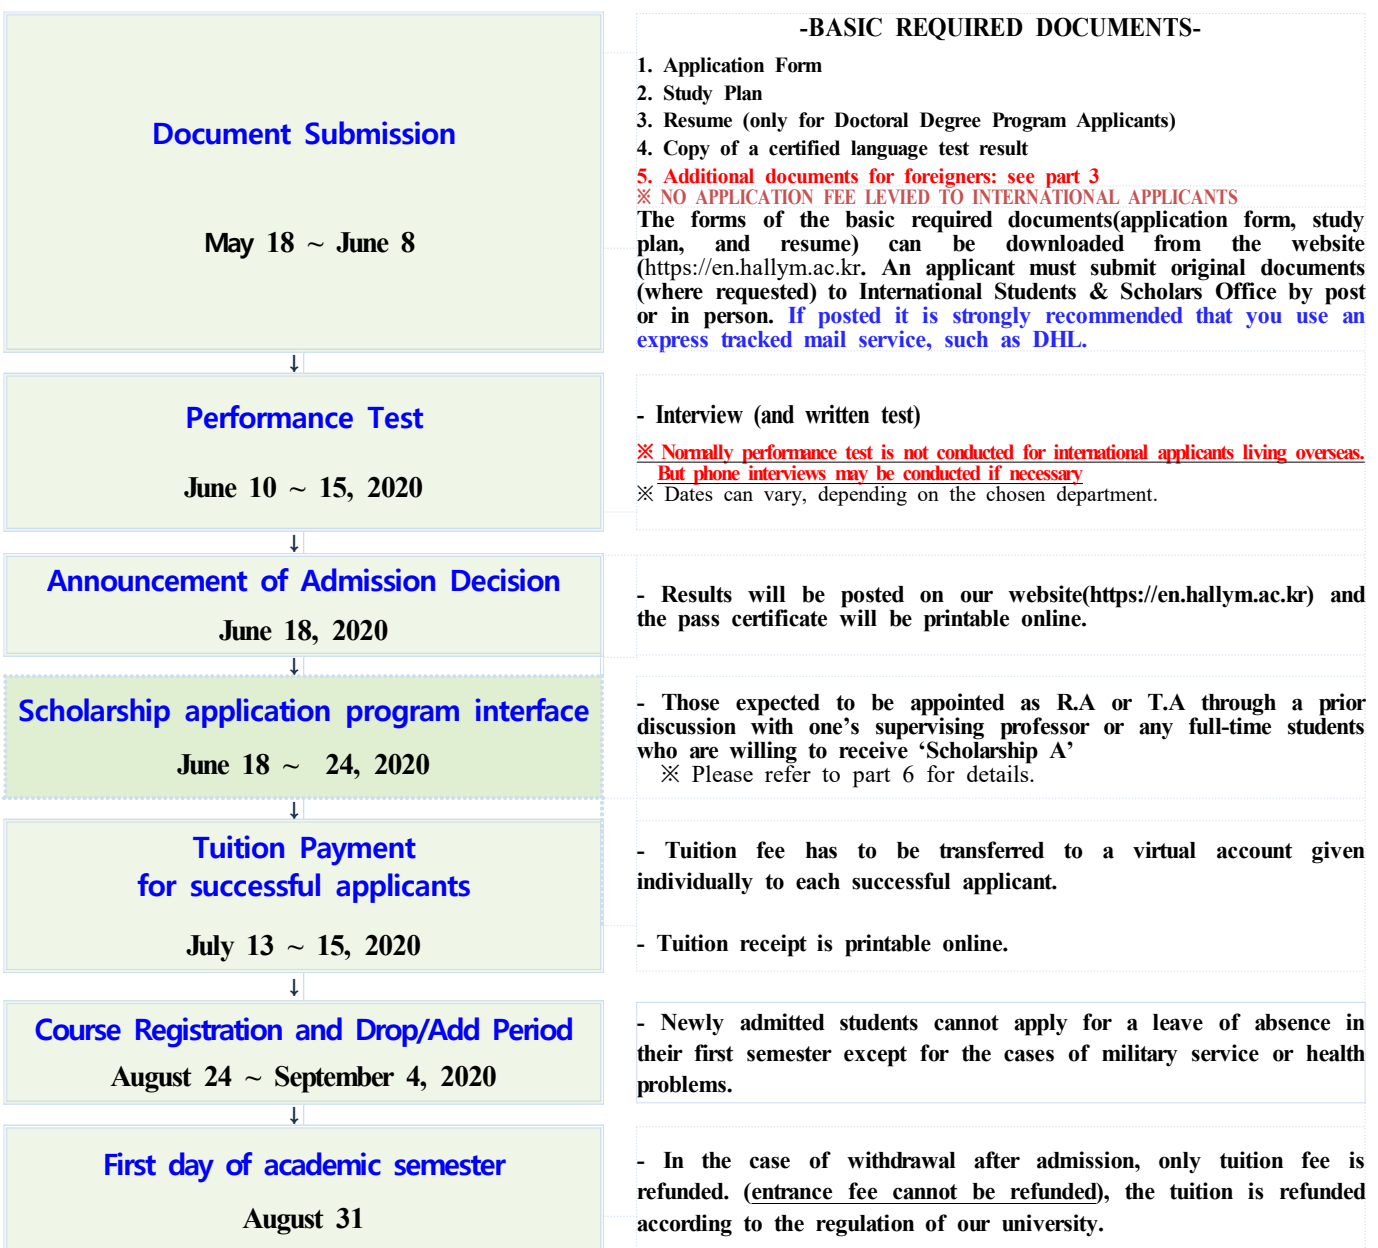 Document Submission
May 18 ~ June 8
-BASIC REQUIRED DOCUMENTS-
1. Application Form
2. Study Plan
3. Resume (only for Doctoral Degree Program Applicants)
4. Copy of a certified language test result
5. Additional documents for foreigners: see part 3
※ NO APPLICATION FEE LEVIED TO INTERNATIONAL APPLICANTS
The forms of the basic required documents(application form, study
plan, and resume) can be downloaded from the website
(https://en.hallym.ac.kr. An applicant must submit original documents
(where requested) to International Students & Scholars Office by post
or in person. If posted it is strongly recommended that you use an
express tracked mail service, such as DHL.
↓
Performance Test
June 10 ~ 15, 2020
- Interview (and written test)
※ Normally performance test is not conducted for international applicants living overseas.
But phone interviews may be conducted if necessary
※ Dates can vary, depending on the chosen department.
↓
Announcement of Admission Decision
June 18, 2020
- Results will be posted on our website(https://en.hallym.ac.kr) and
the pass certificate will be printable online.
↓
Scholarship application program interface
June 18 ~ 24, 2020
- Those expected to be appointed as R.A or T.A through a prior
discussion with one’s supervising professor or any full-time students
who are willing to receive ‘Scholarship A’
※ Please refer to part 6 for details.
↓
Tuition Payment
for successful applicants
July 13 ~ 15, 2020
- Tuition fee has to be transferred to a virtual account given
individually to each successful applicant.
- Tuition receipt is printable online.
↓
Course Registration and Drop/Add Period
August 24 ~ September 4, 2020
- Newly admitted students cannot apply for a leave of absence in
their first semester except for the cases of military service or health
problems.
↓
First day of academic semester
August 31
- In the case of withdrawal after admission, only tuition fee is
refunded. (entrance fee cannot be refunded), the tuition is refunded
according to the regulation of our university.